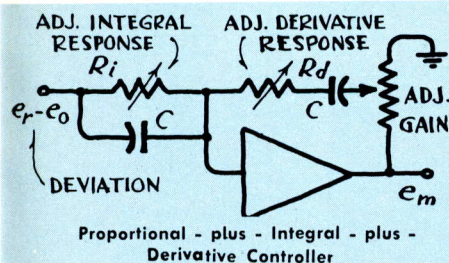 ADJ. INTEGRAL
RESPONSE
ADJ. DERIVATIVE
RESPONSE
Ri
Rd
C
C
ADJ.
GAIN
er-eo
DEVIATION
em
Proportional - plus - Integral - plus -
Derivative Controller